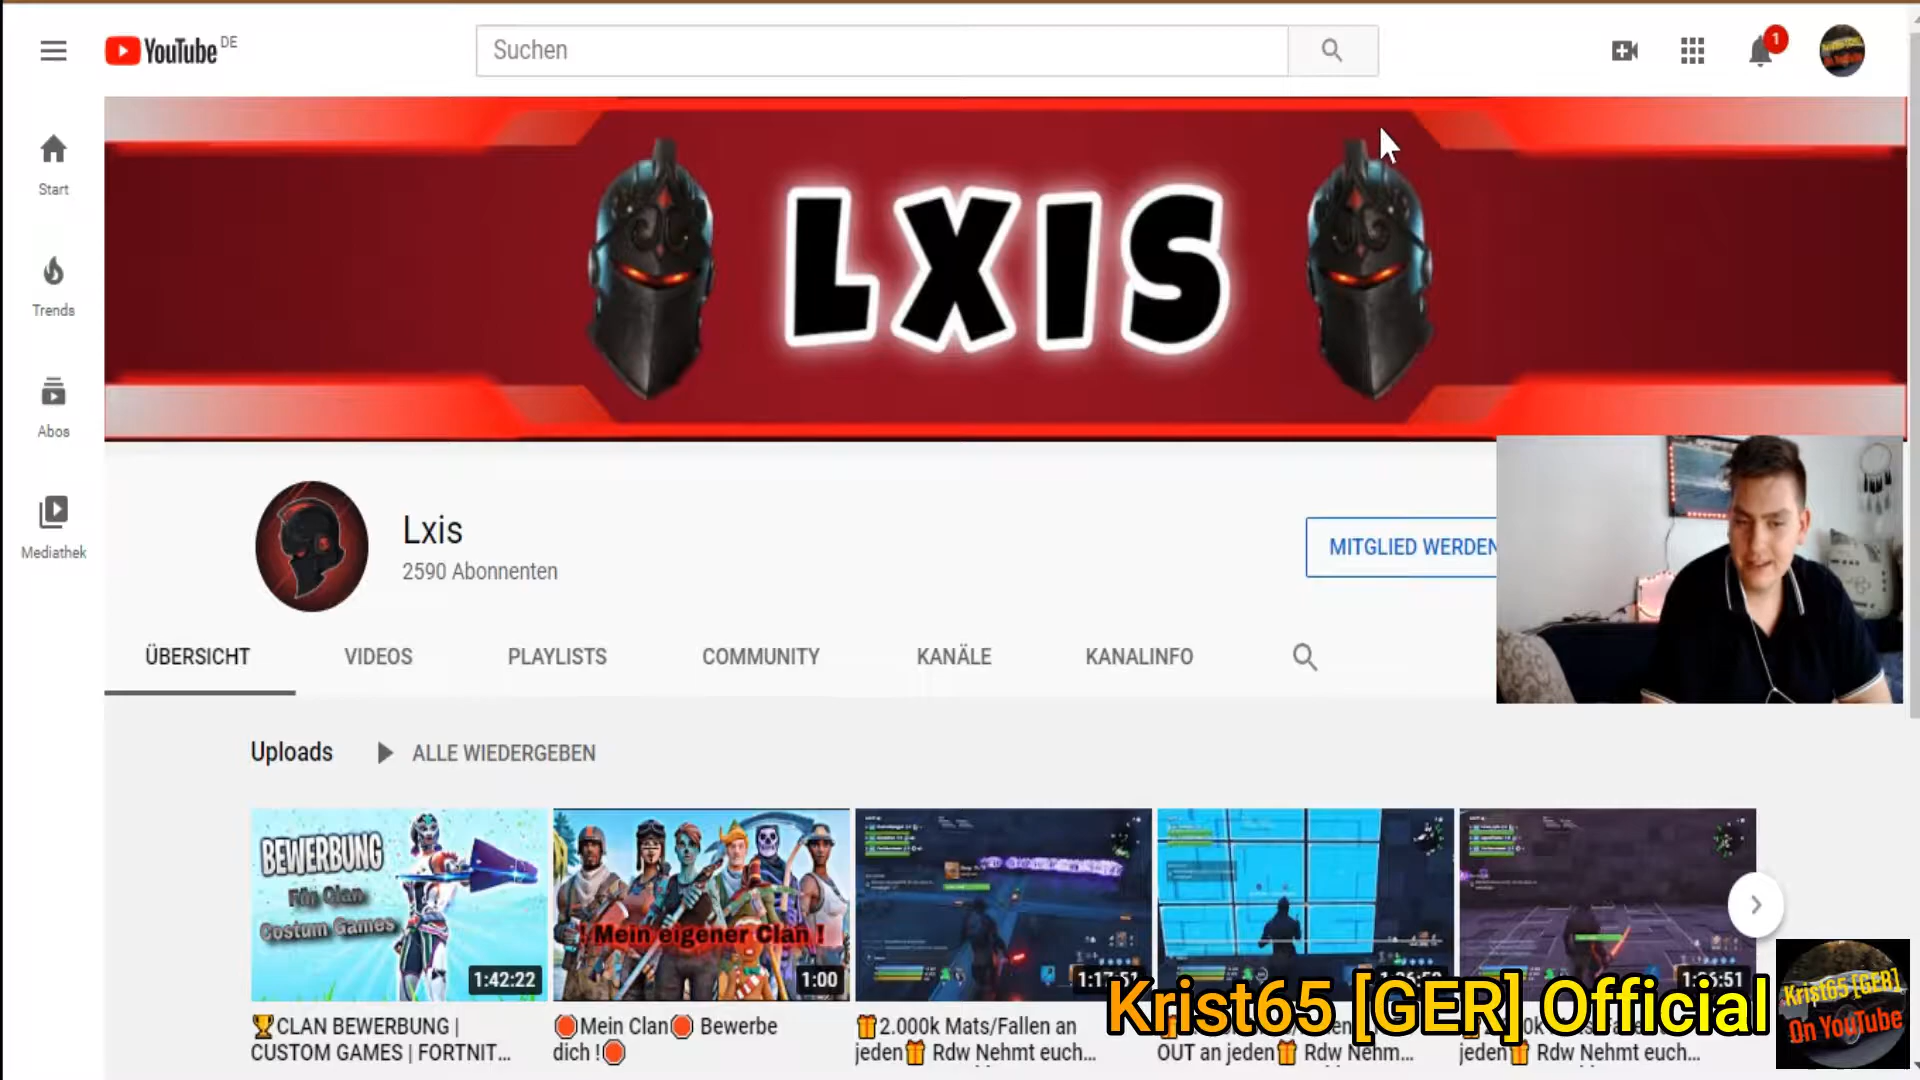 YouTube DE
Suchen
1
Start
Trends
Abos
Mediathek
LXIS
Lxis
2590 Abonnenten
MITGLIED WERDEN
ÜBERSICHT
VIDEOS
PLAYLISTS
COMMUNITY
KANÄLE
KANALINFO
Uploads
ALLE WIEDERGEBEN
BEWERBUNG
Für Clan
Costum Games
1:42:22
Mein eigener Clan !
1:00
1:17:51
🏆CLAN BEWERBUNG |
CUSTOM GAMES | FORTNIT...
🛑Mein Clan🛑 Bewerbe
dich !🛑
🎁2.000k Mats/Fallen an
jeden🎁 Rdw Nehmt euch...
OUT an jeden🎁 Rdw Nehm...
jeden🎁 Rdw Nehmt euch...
Krist65 [GER] Official
Krist65 [GER]
On YouTube